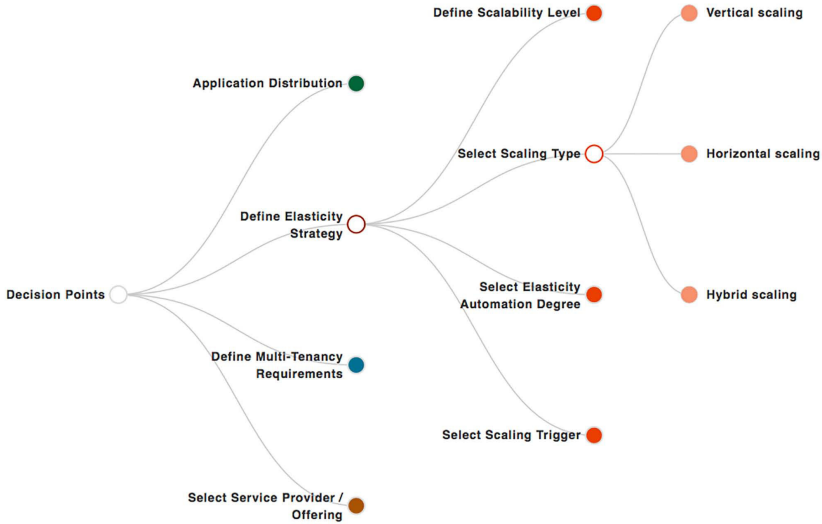 Define Scalability Level
Vertical scaling
Application Distribution
Select Scaling Type
Horizontal scaling
Define Elasticity
Strategy
Decision Points
Select Elasticity
Automation Degree
Hybrid scaling
Define Multi-Tenancy
Requirements
Select Scaling Trigger
Select Service Provider /
Offering